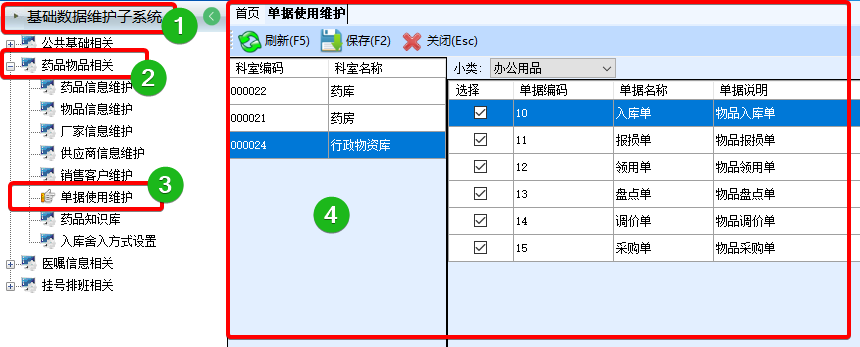 基础数据维护子系统
1
公共基础相关
药品物品相关
2
药品信息维护
物品信息维护
厂家信息维护
供应商信息维护
销售客户维护
3
单据使用维护
药品知识库
入库舍入方式设置
医嘱信息相关
挂号排班相关
首页 单据使用维护
刷新(F5) 保存(F2) 关闭(Esc)
科室编码 科室名称
000022 药库
000021 药房
000024 行政物资库
4
小类: 办公用品
选择 单据编码 单据名称 单据说明
10 入库单 物品入库单
11 报损单 物品报损单
12 领用单 物品领用单
13 盘点单 物品盘点单
14 调价单 物品调价单
15 采购单 物品采购单